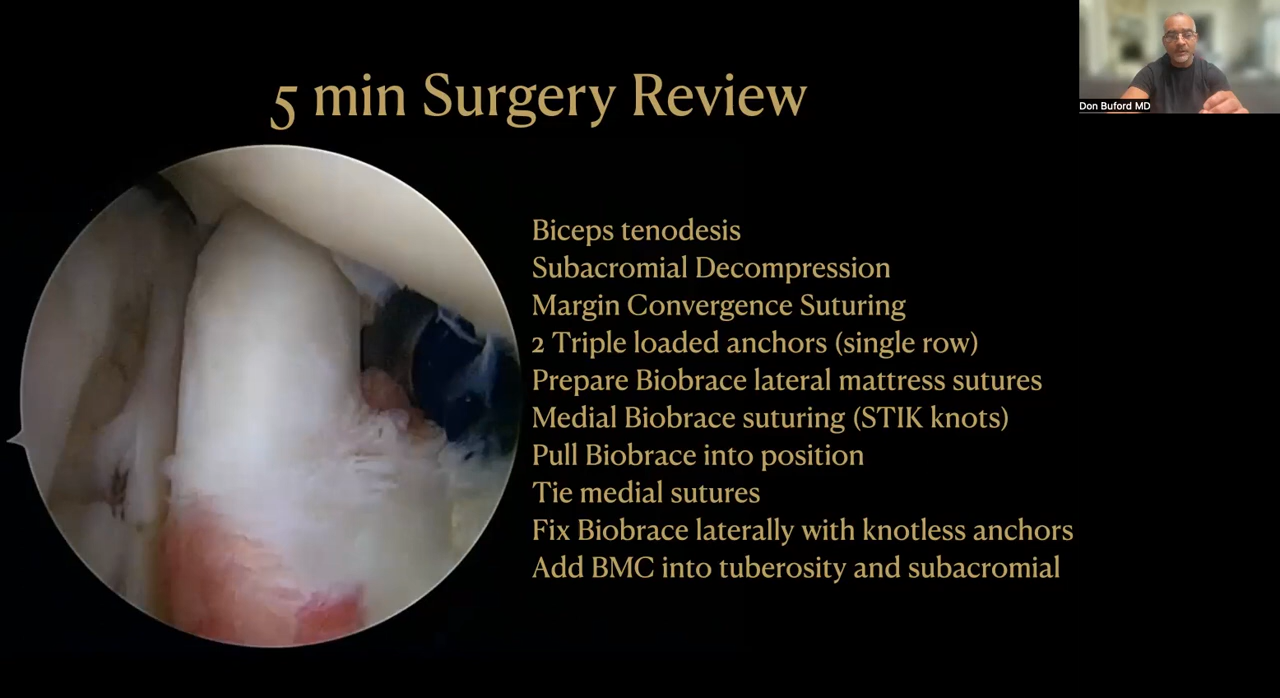 5 min Surgery Review
Don Buford MD
Biceps tenodesis
Subacromial Decompression
Margin Convergence Suturing
2 Triple loaded anchors (single row)
Prepare Biobrace lateral mattress sutures
Medial Biobrace suturing (STIK knots)
Pull Biobrace into position
Tie medial sutures
Fix Biobrace laterally with knotless anchors
Add BMC into tuberosity and subacromial